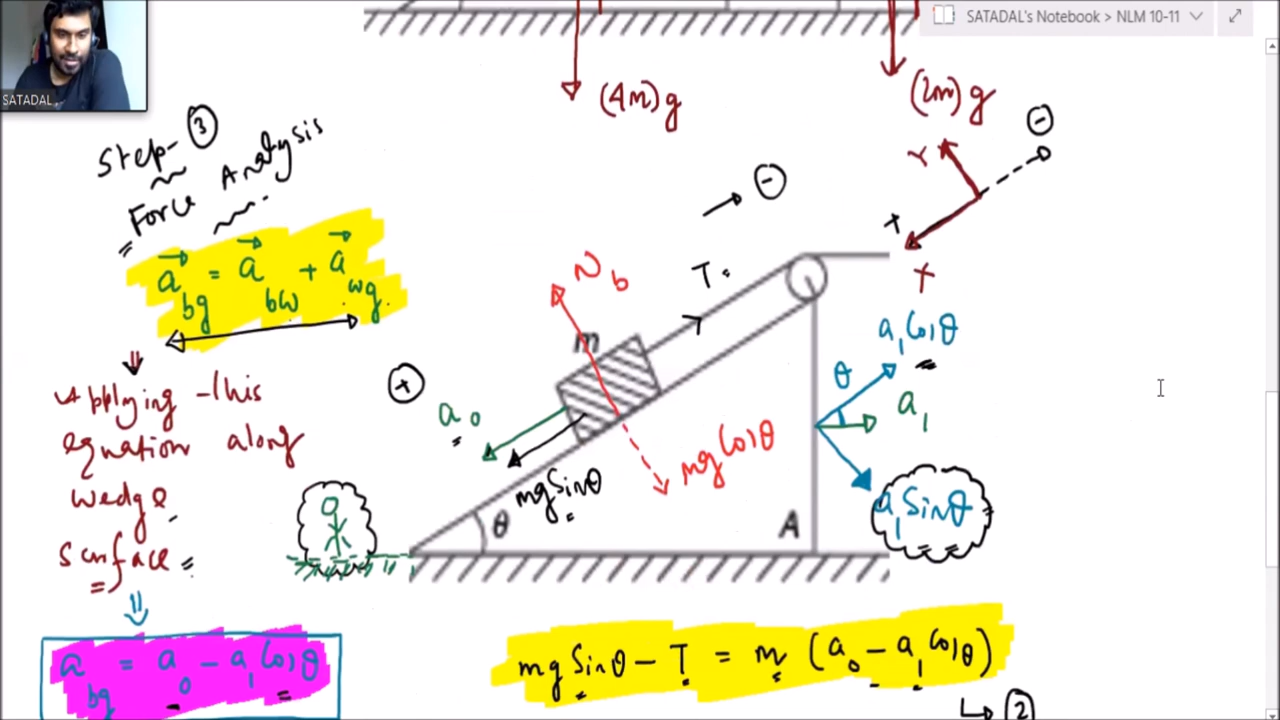 SATADAL's Notebook > NLM 10-11
SATADAL
(4m)g
(2m)g
Step-③
Force Analysis
a⃗bg = a⃗bw + a⃗wg.
Applying this
equation along
wedge
surface
abg = a0 - a1 Cosθ
⊖
Y
⊖
X
+
Nb
T
m
⊕
a0
mg Sinθ
mg Cosθ
θ
A
a1 Cosθ
θ
a1
a1 Sinθ
mg Sinθ - T = m (a0 - a1 Cosθ)
↳ ②